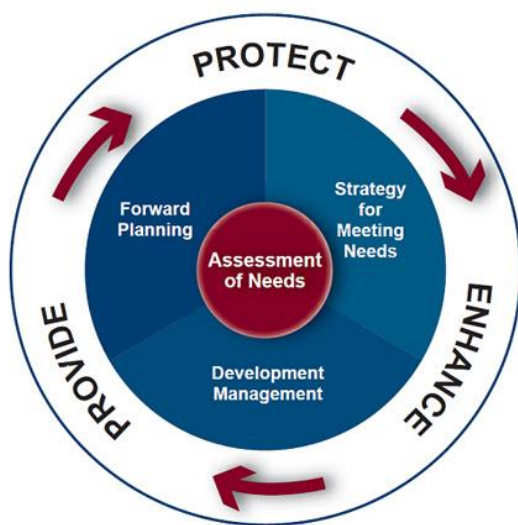 PROTECT
Forward
Planning
Strategy
for
Meeting
Needs
Assessment
of Needs
Development
Management
PROVIDE
ENHANCE